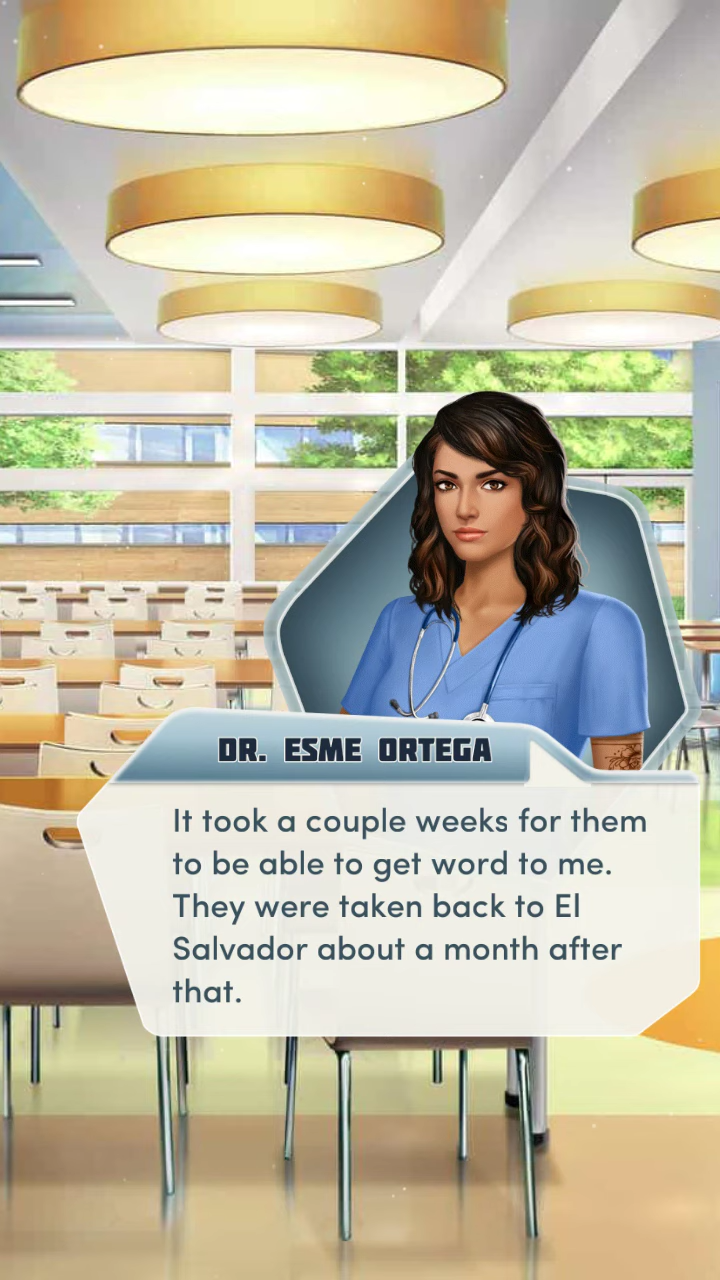 DR. ESME ORTEGA
It took a couple weeks for them
to be able to get word to me.
They were taken back to El
Salvador about a month after
that.